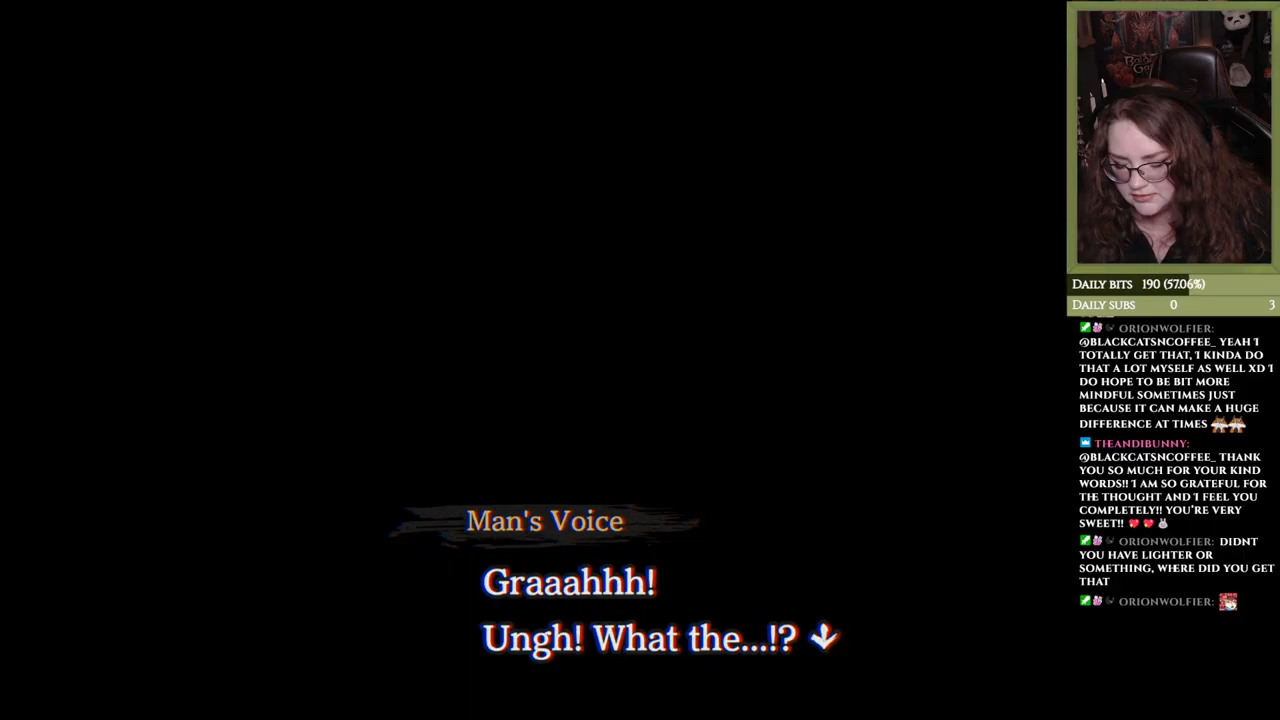 Man's Voice
Graaahhh!
Ungh! What the...!?
DAILY BITS 190 (57.06%)
DAILY SUBS 0 3
ORIONWOLFIER:
@BLACKCATSNCOFFEE_ YEAH I
TOTALLY GET THAT, I KINDA DO
THAT A LOT MYSELF AS WELL XD I
DO HOPE TO BE BIT MORE
MINDFUL SOMETIMES JUST
BECAUSE IT CAN MAKE A HUGE
DIFFERENCE AT TIMES
THEANDIBUNNY:
@BLACKCATSNCOFFEE_ THANK
YOU SO MUCH FOR YOUR KIND
WORDS!! I AM SO GRATEFUL FOR
THE THOUGHT AND I FEEL YOU
COMPLETELY!! YOU'RE VERY
SWEET!!
ORIONWOLFIER: DIDNT
YOU HAVE LIGHTER OR
SOMETHING, WHERE DID YOU GET
THAT
ORIONWOLFIER: